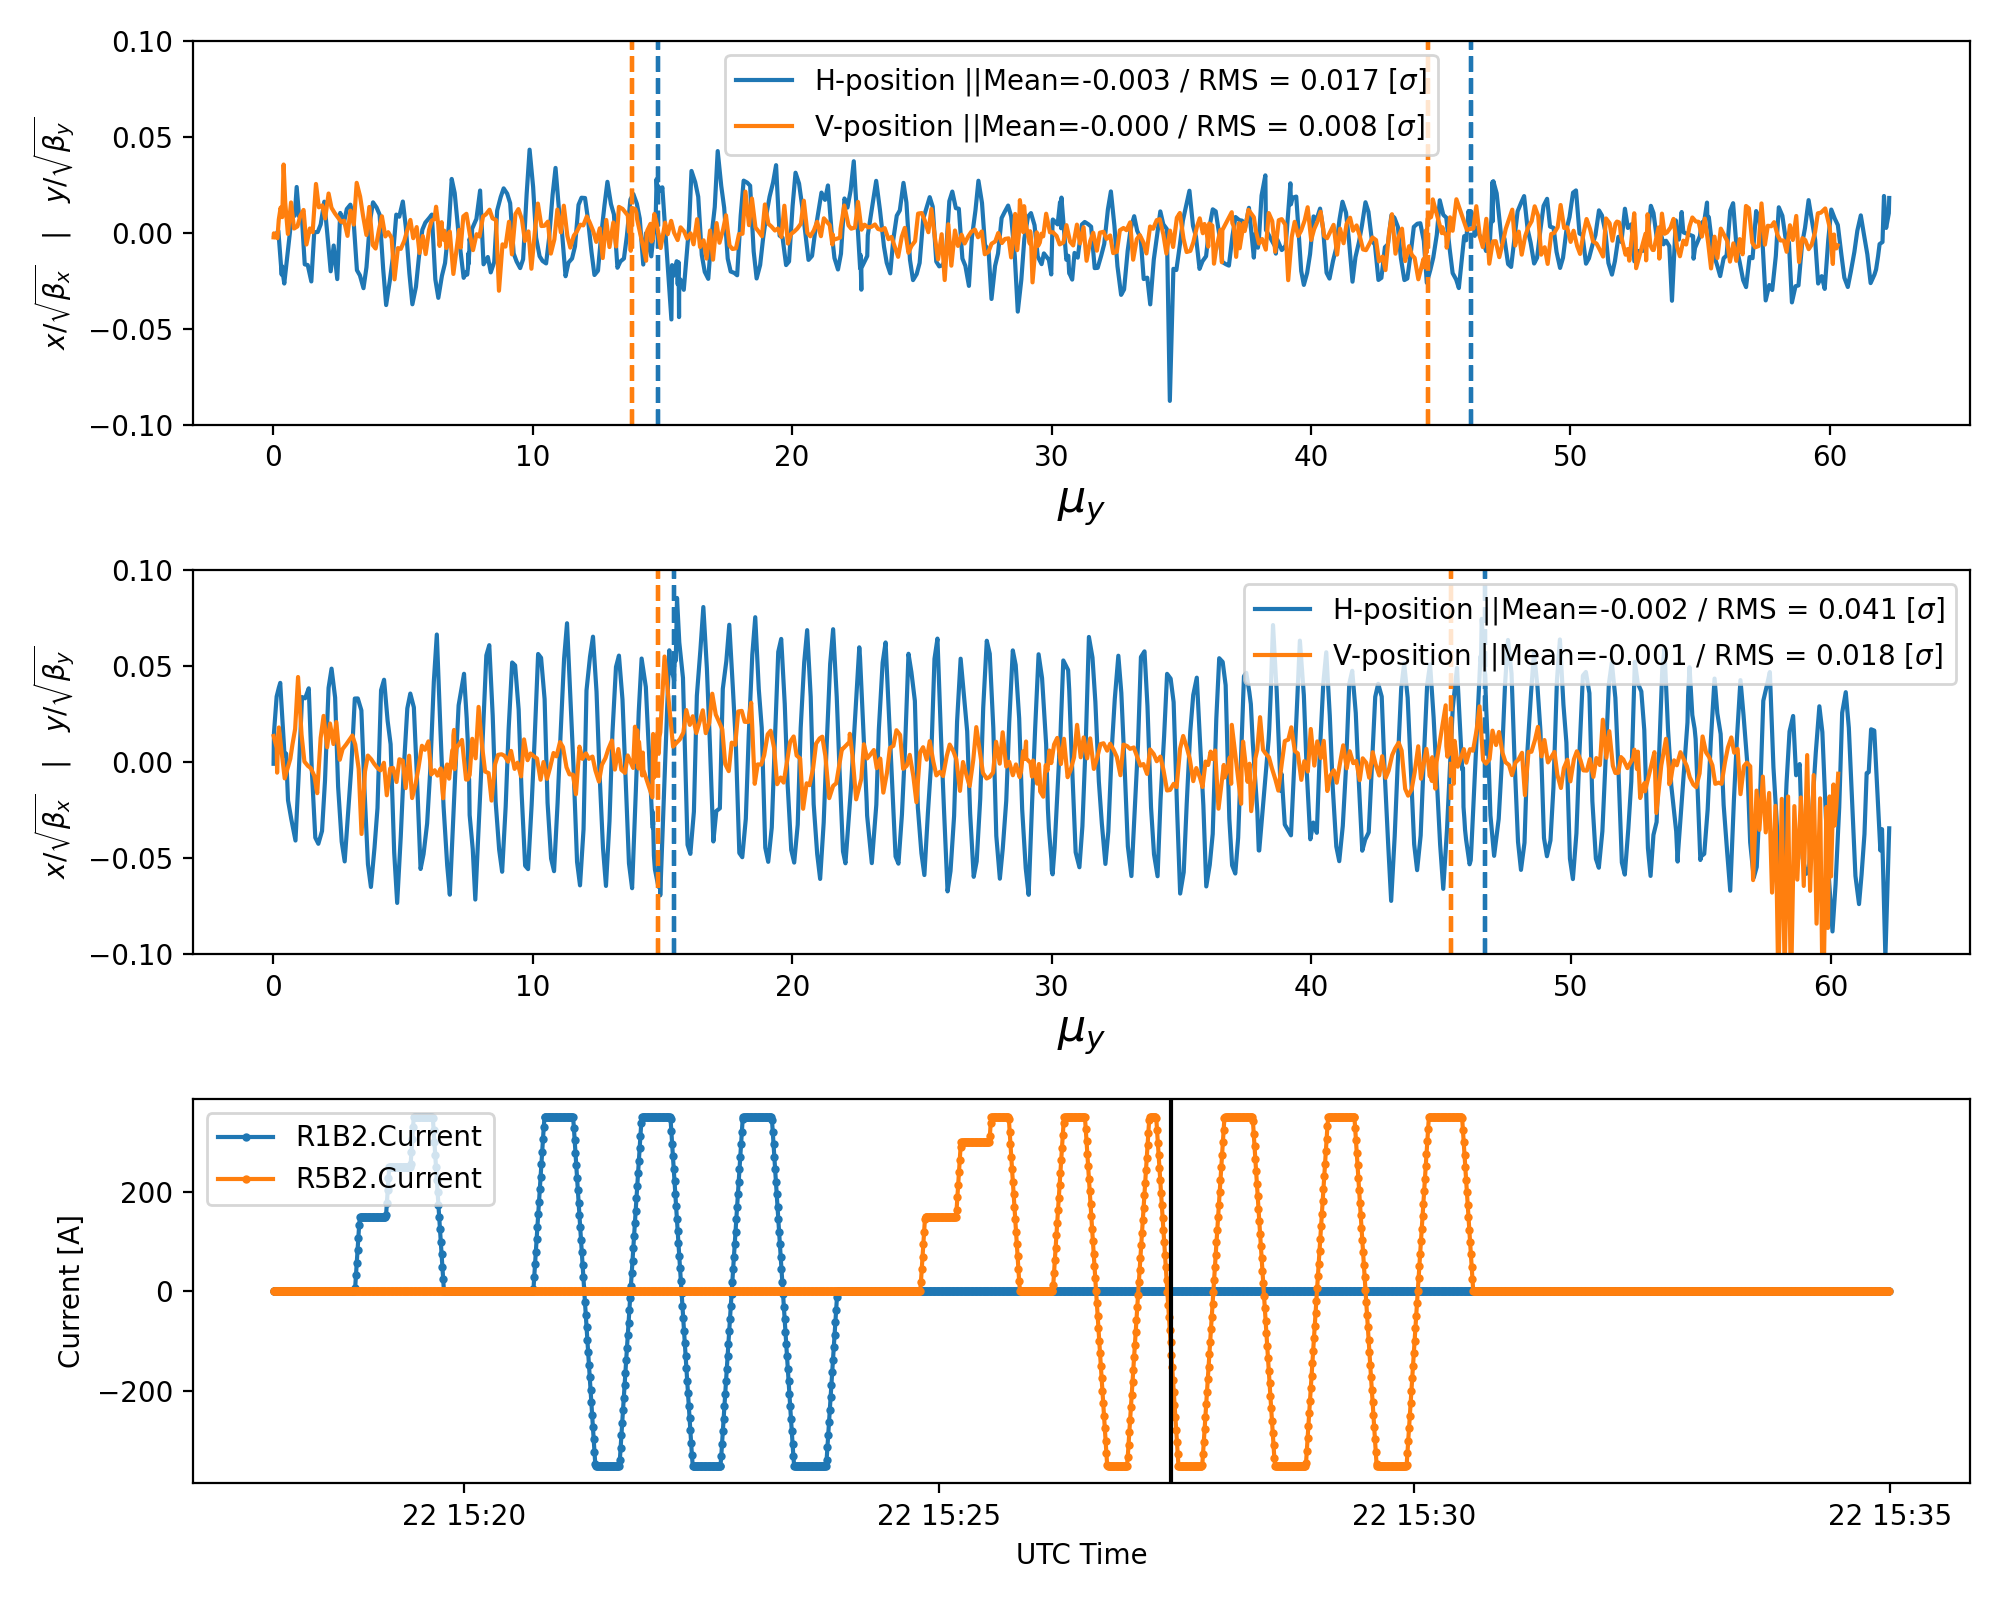 0.10
0.05
0.00
−0.05
−0.10
x/√βx | y/√βy
H-position ||Mean=-0.003 / RMS = 0.017 [σ]
V-position ||Mean=-0.000 / RMS = 0.008 [σ]
0 10 20 30 40 50 60
μy
0.10
0.05
0.00
−0.05
−0.10
x/√βx | y/√βy
H-position ||Mean=-0.002 / RMS = 0.041 [σ]
V-position ||Mean=-0.001 / RMS = 0.018 [σ]
0 10 20 30 40 50 60
μy
200
0
−200
Current [A]
R1B2.Current
R5B2.Current
22 15:20 22 15:25 22 15:30 22 15:35
UTC Time